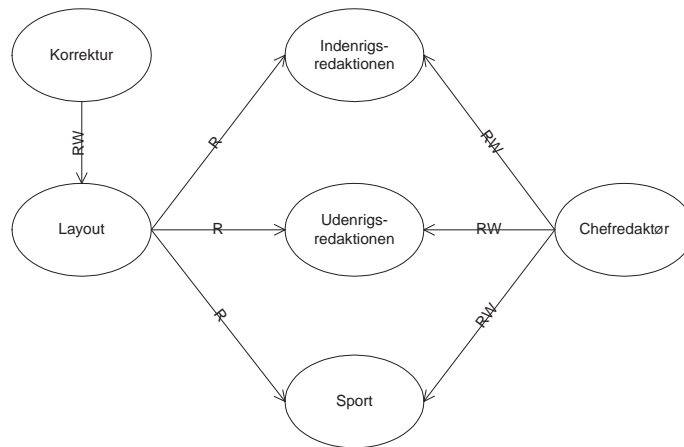 Korrektur
Indenrigs-
redaktionen
RW
R
RW
Layout
R
Udenrigs-
redaktionen
RW
Chefredaktør
R
RW
Sport